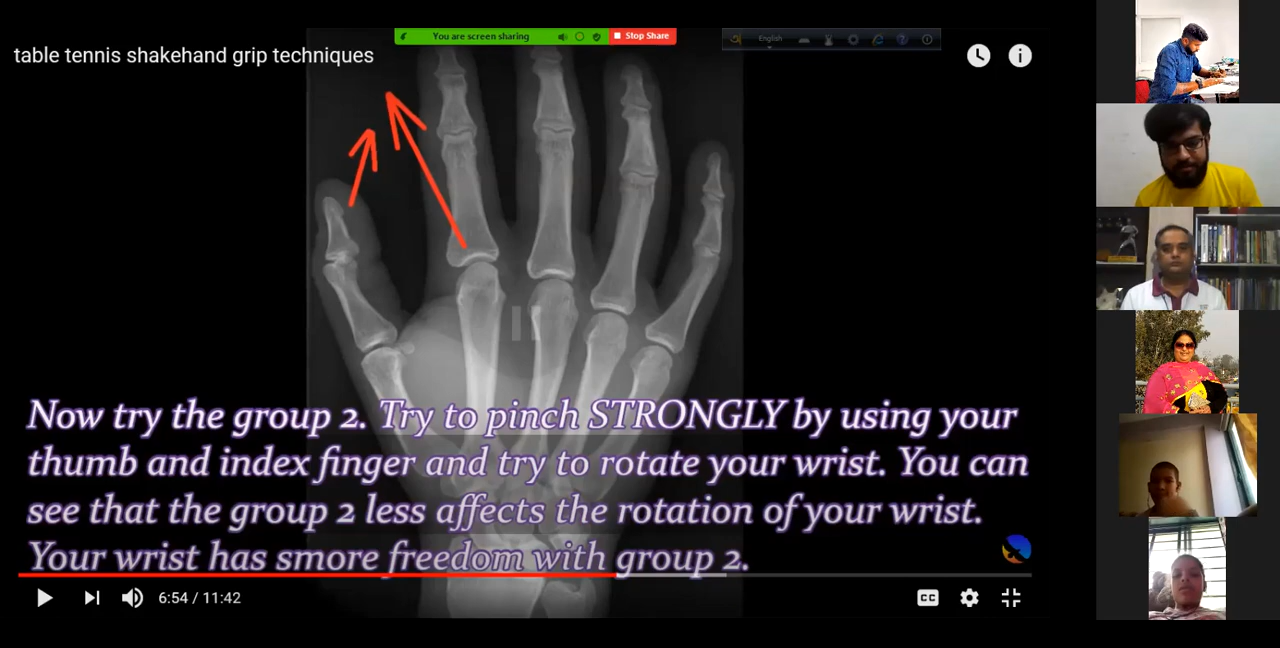 You are screen sharing
Stop Share
English
table tennis shakehand grip techniques
Now try the group 2. Try to pinch STRONGLY by using your
thumb and index finger and try to rotate your wrist. You can
see that the group 2 less affects the rotation of your wrist.
Your wrist has smore freedom with group 2.
6:54 / 11:42
CC